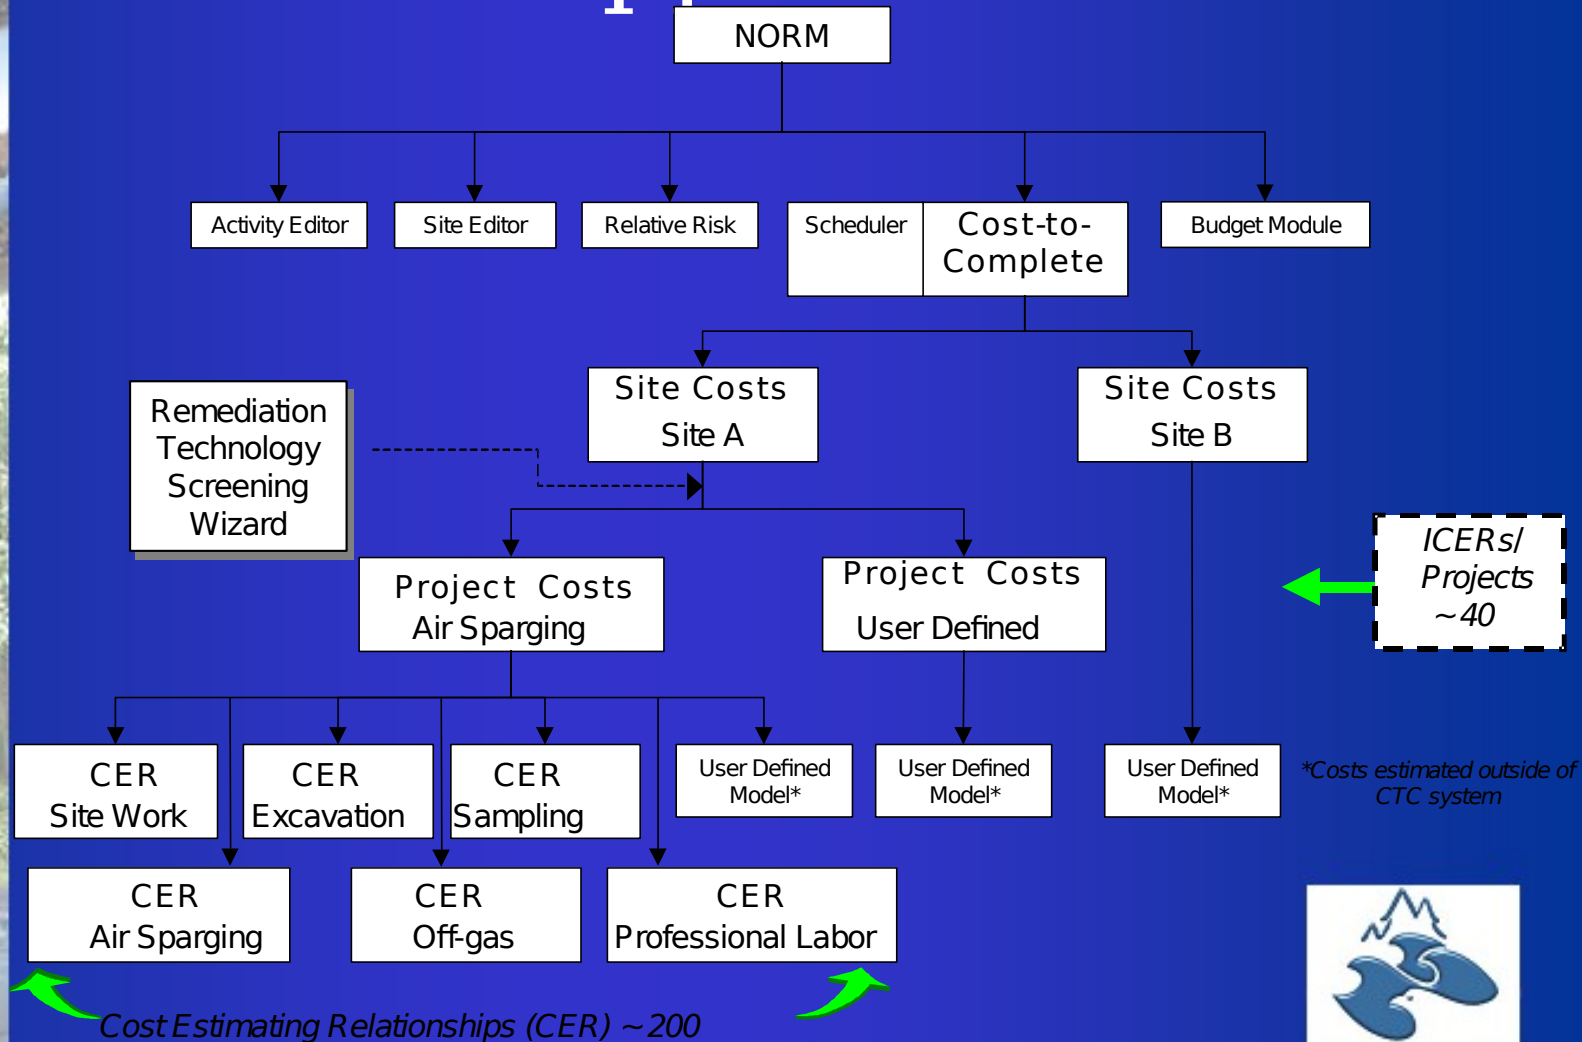 NORM
Activity Editor
Site Editor
Relative Risk
Scheduler
Cost-to-
Complete
Budget Module
Site Costs
Site A
Site Costs
Site B
Remediation
Technology
Screening
Wizard
ICERs/
Projects
~40
Project Costs
Air Sparging
Project Costs
User Defined
CER
Site Work
CER
Excavation
CER
Sampling
User Defined
Model*
User Defined
Model*
User Defined
Model*
*Costs estimated outside of
CTC system
CER
Air Sparging
CER
Off-gas
CER
Professional Labor
Cost Estimating Relationships (CER) ~200